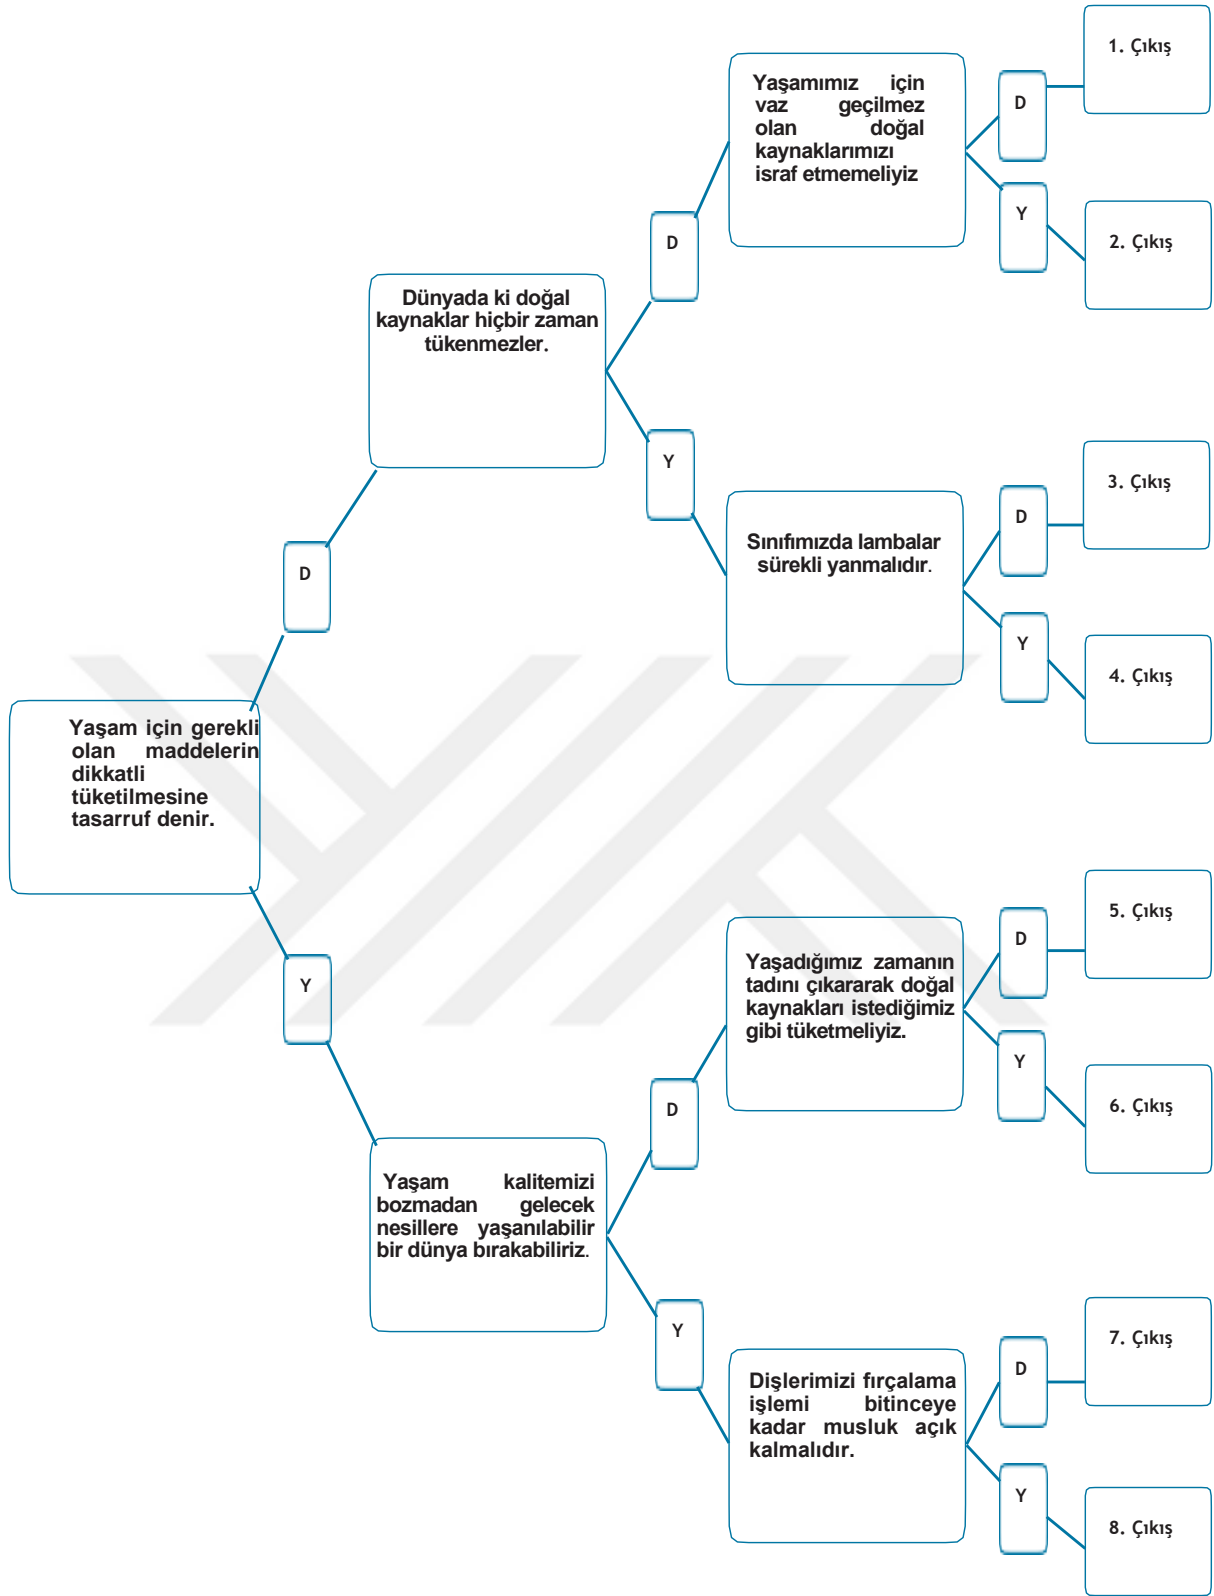 Yaşam için gerekli
olan maddelerin
dikkatli
tüketilmesine
tasarruf denir.
D
Y
Dünyada ki doğal
kaynaklar hiçbir zaman
tükenmezler.
D
Y
Yaşam kalitemizi
bozmadan gelecek
nesillere yaşanılabilir
bir dünya bırakabiliriz.
D
Y
Yaşamımız için
vaz geçilmez
olan doğal
kaynaklarımızı
israf etmemeliyiz
D
Y
Sınıfımızda lambalar
sürekli yanmalıdır.
D
Y
Yaşadığımız zamanın
tadını çıkararak doğal
kaynakları istediğimiz
gibi tüketmeliyiz.
D
Y
Dişlerimizi fırçalama
işlemi bitinceye
kadar musluk açık
kalmalıdır.
D
Y
1. Çıkış
2. Çıkış
3. Çıkış
4. Çıkış
5. Çıkış
6. Çıkış
7. Çıkış
8. Çıkış